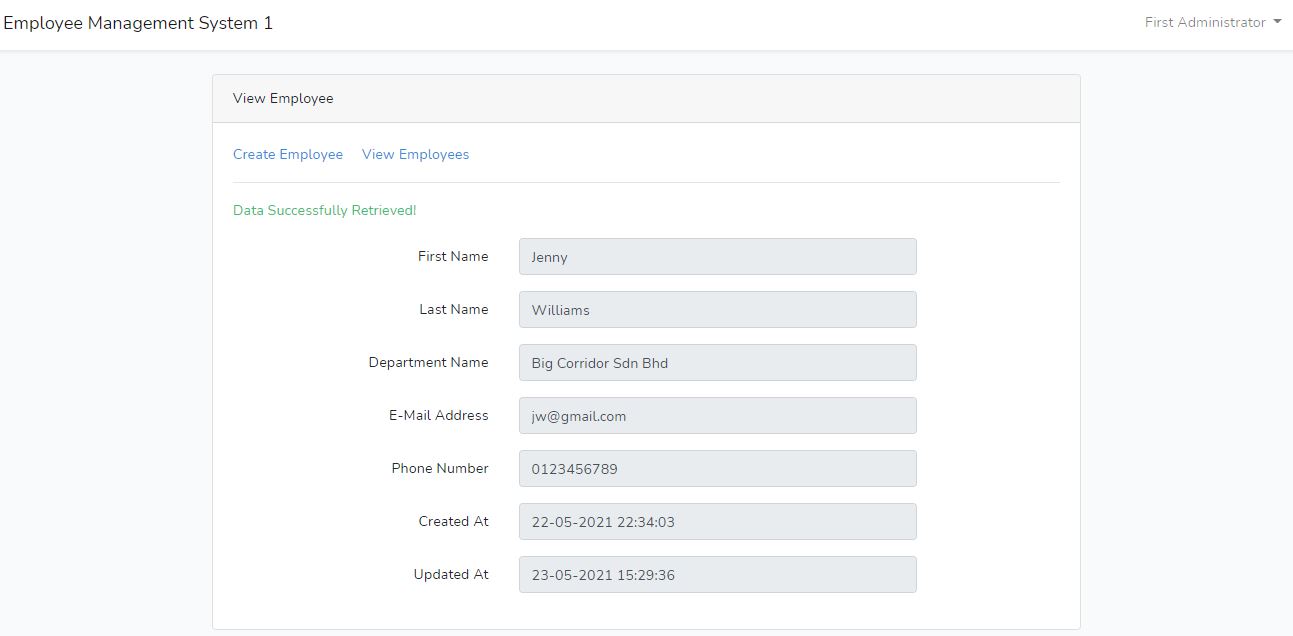 Employee Management System 1
First Administrator
View Employee
Create Employee View Employees
Data Successfully Retrieved!
First Name Jenny
Last Name Williams
Department Name Big Corridor Sdn Bhd
E-Mail Address jw@gmail.com
Phone Number 0123456789
Created At 22-05-2021 22:34:03
Updated At 23-05-2021 15:29:36